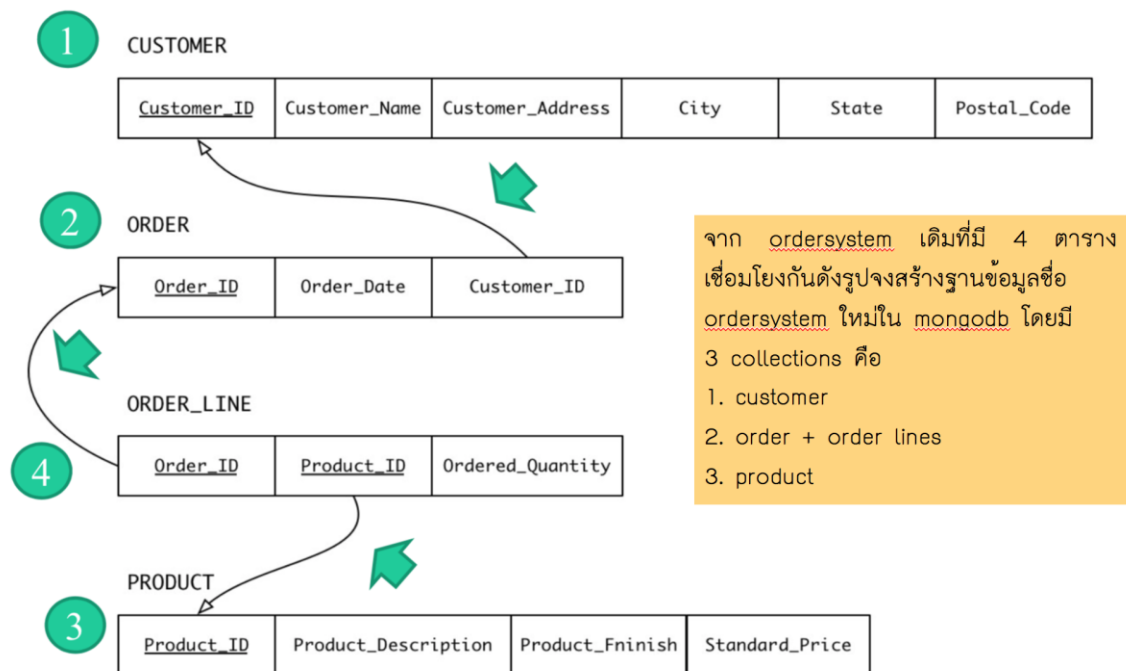 1
CUSTOMER
Customer_ID Customer_Name Customer_Address City State Postal_Code
2
ORDER
Order_ID Order_Date Customer_ID
ORDER_LINE
4
Order_ID Product_ID Ordered_Quantity
PRODUCT
3
Product_ID Product_Description Product_Fninish Standard_Price
จาก ordersystem เดิมที่มี 4 ตาราง
เชื่อมโยงกันดังรูปจงสร้างฐานข้อมูลชื่อ
ordersystem ใหม่ใน mongodb โดยมี
3 collections คือ
1. customer
2. order + order lines
3. product